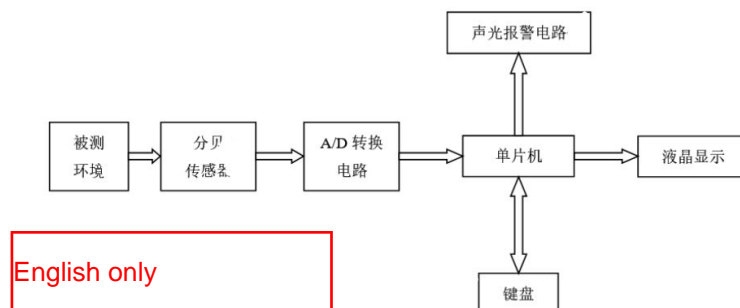 声光报警电路
被测
环境
分贝
传感器
A/D 转换
电路
单片机
液晶显示
English only
键盘